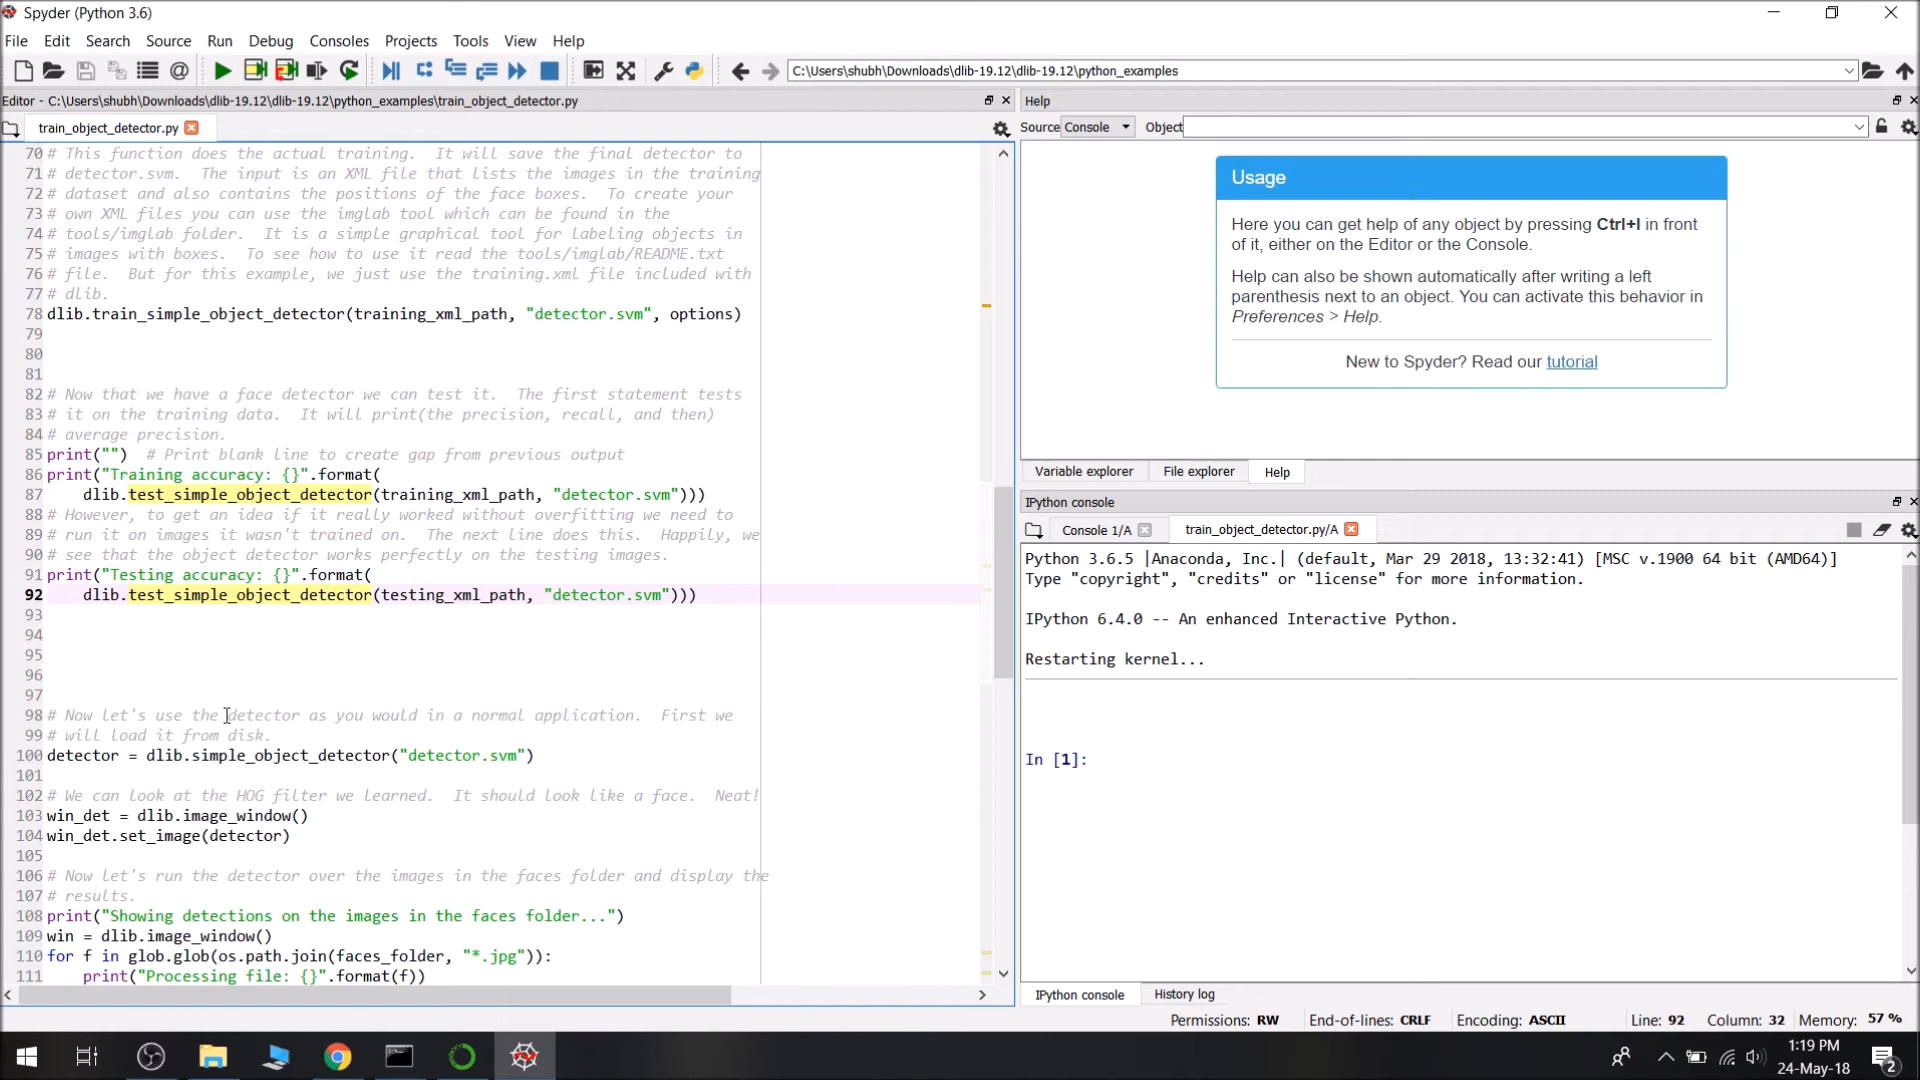 Spyder (Python 3.6)
File Edit Search Source Run Debug Consoles Projects Tools View Help
C:\Users\shubh\Downloads\dlib-19.12\dlib-19.12\python_examples
Editor - C:\Users\shubh\Downloads\dlib-19.12\dlib-19.12\python_examples\train_object_detector.py
train_object_detector.py
70 # This function does the actual training.  It will save the final detector to
71 # detector.svm.  The input is an XML file that lists the images in the training
72 # dataset and also contains the positions of the face boxes.  To create your
73 # own XML files you can use the imglab tool which can be found in the
74 # tools/imglab folder.  It is a simple graphical tool for labeling objects in
75 # images with boxes.  To see how to use it read the tools/imglab/README.txt
76 # file.  But for this example, we just use the training.xml file included with
77 # dlib.
78 dlib.train_simple_object_detector(training_xml_path, "detector.svm", options)
79
80
81
82 # Now that we have a face detector we can test it.  The first statement tests
83 # it on the training data.  It will print(the precision, recall, and then)
84 # average precision.
85 print("")  # Print blank line to create gap from previous output
86 print("Training accuracy: {}".format(
87     dlib.test_simple_object_detector(training_xml_path, "detector.svm")))
88 # However, to get an idea if it really worked without overfitting we need to
89 # run it on images it wasn't trained on.  The next line does this.  Happily, we
90 # see that the object detector works perfectly on the testing images.
91 print("Testing accuracy: {}".format(
92     dlib.test_simple_object_detector(testing_xml_path, "detector.svm")))
93
94
95
96
97
98 # Now let's use the detector as you would in a normal application.  First we
99 # will load it from disk.
100 detector = dlib.simple_object_detector("detector.svm")
101
102 # We can look at the HOG filter we learned.  It should look like a face.  Neat!
103 win_det = dlib.image_window()
104 win_det.set_image(detector)
105
106 # Now let's run the detector over the images in the faces folder and display the
107 # results.
108 print("Showing detections on the images in the faces folder...")
109 win = dlib.image_window()
110 for f in glob.glob(os.path.join(faces_folder, "*.jpg")):
111     print("Processing file: {}".format(f))
Help
Source Console Object
Usage
Here you can get help of any object by pressing Ctrl+I in front
of it, either on the Editor or the Console.
Help can also be shown automatically after writing a left
parenthesis next to an object. You can activate this behavior in
Preferences > Help.
New to Spyder? Read our tutorial
Variable explorer File explorer Help
IPython console
Console 1/A train_object_detector.py/A
Python 3.6.5 |Anaconda, Inc.| (default, Mar 29 2018, 13:32:41) [MSC v.1900 64 bit (AMD64)]
Type "copyright", "credits" or "license" for more information.
IPython 6.4.0 -- An enhanced Interactive Python.
Restarting kernel...
In [1]:
IPython console History log
Permissions: RW End-of-lines: CRLF Encoding: ASCII Line: 92 Column: 32 Memory: 57 %
1:19 PM
24-May-18
2